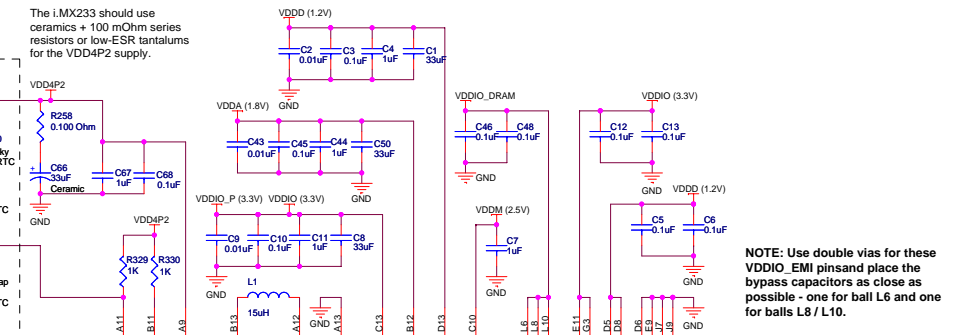 The i.MX233 should use
ceramics + 100 mOhm series
resistors or low-ESR tantalums
for the VDD4P2 supply.
VDDD (1.2V)
C2
0.01uF
C3
0.1uF
C4
1uF
C1
33uF
GND
VDD4P2
R258
0.100 Ohm
+
C66
33uF
Ceramic
C67
1uF
C68
0.1uF
GND
VDDA (1.8V)
C43
0.01uF
C45
0.1uF
C44
1uF
C50
33uF
GND
VDDIO_DRAM
C46
0.1uF
C48
0.1uF
GND
VDDIO (3.3V)
C12
0.1uF
C13
0.1uF
GND
VDDIO_P (3.3V)
VDDIO (3.3V)
C9
0.01uF
C10
0.1uF
C11
1uF
C8
33uF
GND
VDDM (2.5V)
C7
1uF
GND
VDDD (1.2V)
C5
0.1uF
C6
0.1uF
GND
VDD4P2
R329
1K
R330
1K
L1
15uH
GND
ky
RTC
TC
ap
TC
A11
B11
A9
B13
A12
A13
C13
D13
C10
L6
L8
L10
E11
G3
D5
D8
D6
E9
J7
J9
NOTE: Use double vias for these
VDDIO_EMI pinsand place the
bypass capacitors as close as
possible - one for ball L6 and one
for balls L8 / L10.